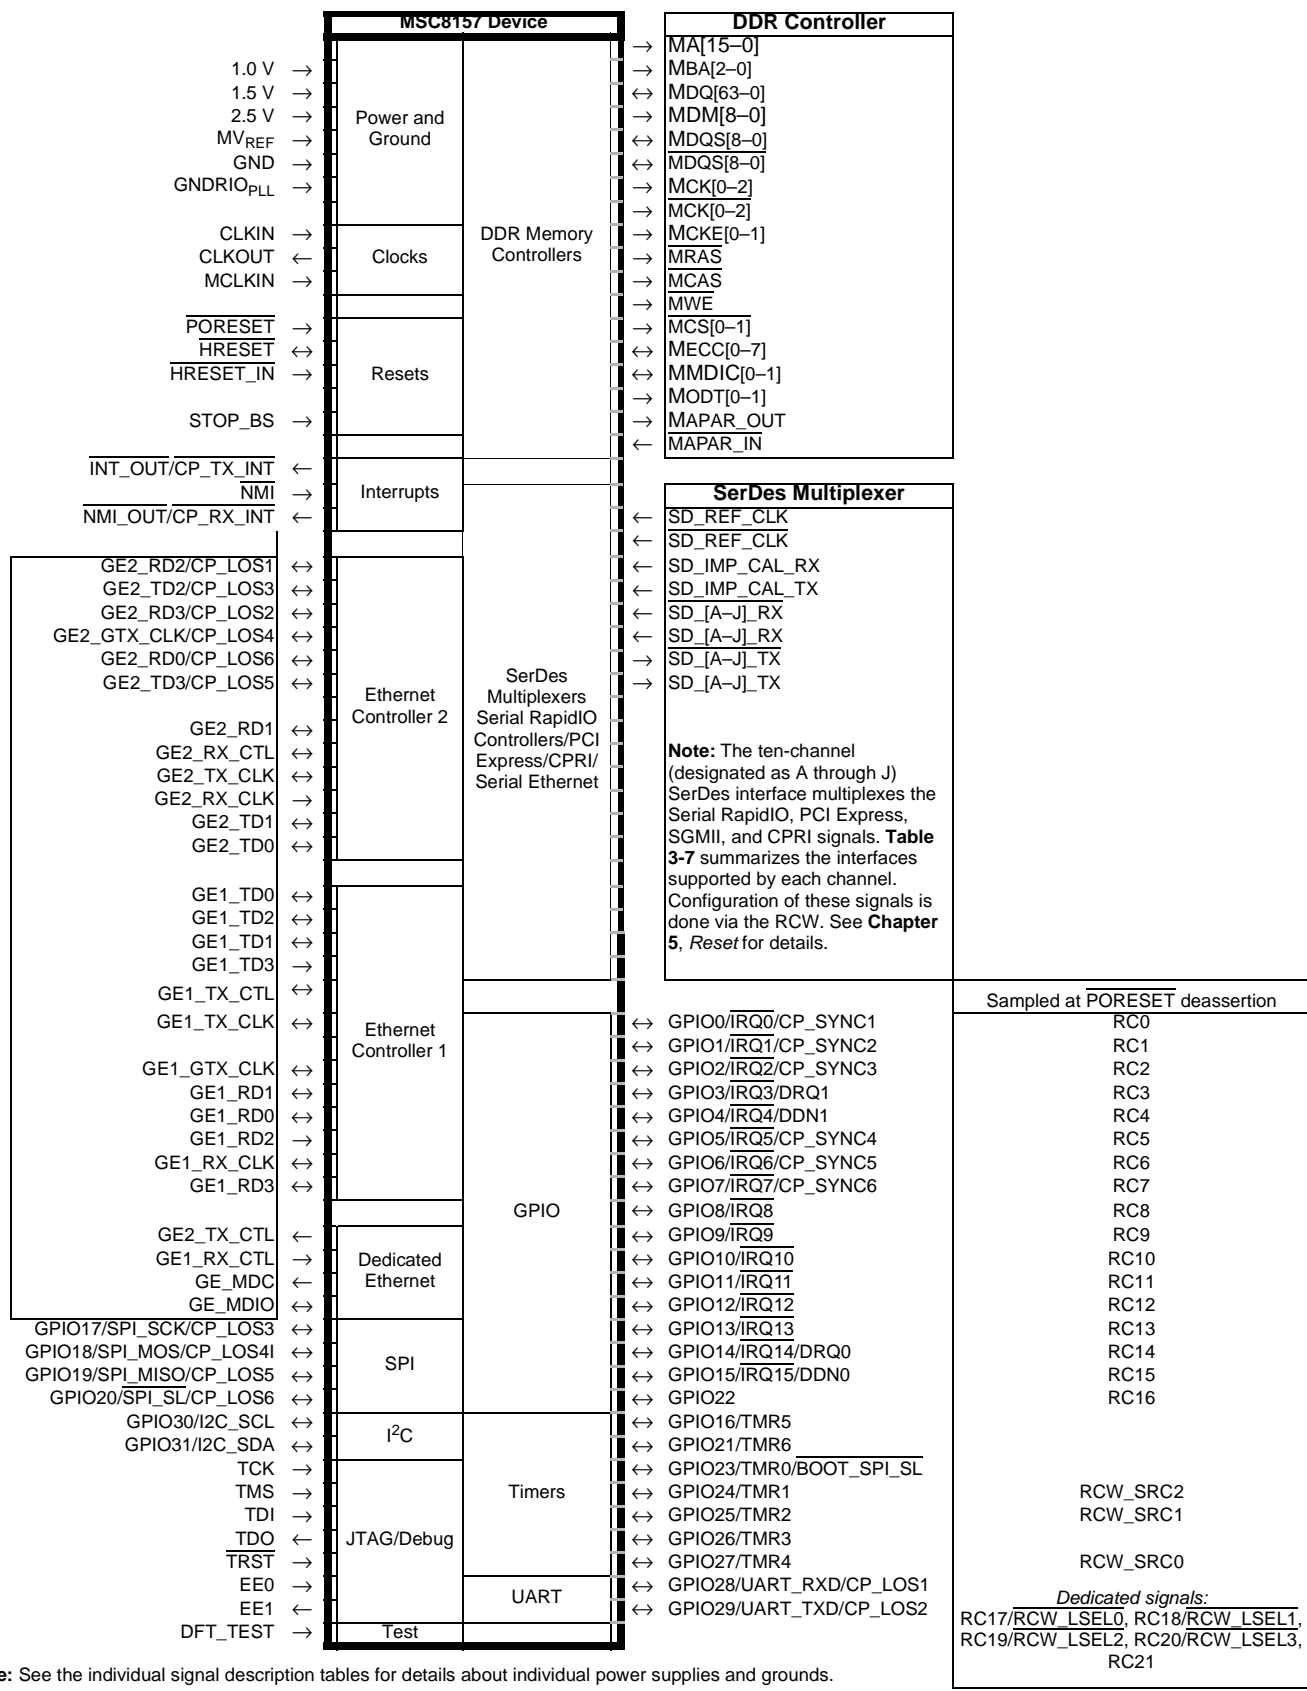 MSC8157 Device
1.0 V →
1.5 V →
2.5 V →
MVREF →
GND →
GNDRIOPLL →
Power and
Ground
CLKIN →
CLKOUT ←
MCLKIN →
Clocks
PORESET →
HRESET ↔
HRESET_IN →
STOP_BS →
Resets
INT_OUT/CP_TX_INT ←
NMI →
NMI_OUT/CP_RX_INT ←
Interrupts
GE2_RD2/CP_LOS1 ↔
GE2_TD2/CP_LOS3 ↔
GE2_RD3/CP_LOS2 ↔
GE2_GTX_CLK/CP_LOS4 ↔
GE2_RD0/CP_LOS6 ↔
GE2_TD3/CP_LOS5 ↔
GE2_RD1 ↔
GE2_RX_CTL ↔
GE2_TX_CLK ↔
GE2_RX_CLK →
GE2_TD1 ↔
GE2_TD0 ↔
Ethernet
Controller 2
GE1_TD0 ↔
GE1_TD2 ↔
GE1_TD1 ↔
GE1_TD3 →
GE1_TX_CTL ↔
GE1_TX_CLK ↔
GE1_GTX_CLK ↔
GE1_RD1 ↔
GE1_RD0 ↔
GE1_RD2 →
GE1_RX_CLK ↔
GE1_RD3 ↔
Ethernet
Controller 1
GE2_TX_CTL ←
GE1_RX_CTL →
GE_MDC ←
GE_MDIO ↔
Dedicated
Ethernet
GPIO17/SPI_SCK/CP_LOS3 ↔
GPIO18/SPI_MOS/CP_LOS4I ↔
GPIO19/SPI_MISO/CP_LOS5 ↔
GPIO20/SPI_SL/CP_LOS6 ↔
SPI
GPIO30/I2C_SCL ↔
GPIO31/I2C_SDA ↔
I2C
TCK →
TMS →
TDI →
TDO ←
TRST →
EE0 →
EE1 ←
JTAG/Debug
DFT_TEST →
Test
DDR Memory
Controllers
SerDes
Multiplexers
Serial RapidIO
Controllers/PCI
Express/CPRI/
Serial Ethernet
GPIO
Timers
UART
DDR Controller
→ MA[15–0]
→ MBA[2–0]
↔ MDQ[63–0]
→ MDM[8–0]
↔ MDQS[8–0]
↔ MDQS[8–0]
→ MCK[0–2]
→ MCK[0–2]
→ MCKE[0–1]
→ MRAS
→ MCAS
→ MWE
→ MCS[0–1]
↔ MECC[0–7]
↔ MMDIC[0–1]
→ MODT[0–1]
→ MAPAR_OUT
← MAPAR_IN
SerDes Multiplexer
← SD_REF_CLK
← SD_REF_CLK
← SD_IMP_CAL_RX
← SD_IMP_CAL_TX
← SD_[A–J]_RX
← SD_[A–J]_RX
→ SD_[A–J]_TX
→ SD_[A–J]_TX
Note: The ten-channel
(designated as A through J)
SerDes interface multiplexes the
Serial RapidIO, PCI Express,
SGMII, and CPRI signals. Table
3-7 summarizes the interfaces
supported by each channel.
Configuration of these signals is
done via the RCW. See Chapter
5, Reset for details.
Sampled at PORESET deassertion
↔ GPIO0/IRQ0/CP_SYNC1 RC0
↔ GPIO1/IRQ1/CP_SYNC2 RC1
↔ GPIO2/IRQ2/CP_SYNC3 RC2
↔ GPIO3/IRQ3/DRQ1 RC3
↔ GPIO4/IRQ4/DDN1 RC4
↔ GPIO5/IRQ5/CP_SYNC4 RC5
↔ GPIO6/IRQ6/CP_SYNC5 RC6
↔ GPIO7/IRQ7/CP_SYNC6 RC7
↔ GPIO8/IRQ8 RC8
↔ GPIO9/IRQ9 RC9
↔ GPIO10/IRQ10 RC10
↔ GPIO11/IRQ11 RC11
↔ GPIO12/IRQ12 RC12
↔ GPIO13/IRQ13 RC13
↔ GPIO14/IRQ14/DRQ0 RC14
↔ GPIO15/IRQ15/DDN0 RC15
↔ GPIO22 RC16
↔ GPIO16/TMR5
↔ GPIO21/TMR6
↔ GPIO23/TMR0/BOOT_SPI_SL
↔ GPIO24/TMR1 RCW_SRC2
↔ GPIO25/TMR2 RCW_SRC1
↔ GPIO26/TMR3
↔ GPIO27/TMR4 RCW_SRC0
↔ GPIO28/UART_RXD/CP_LOS1
↔ GPIO29/UART_TXD/CP_LOS2
Dedicated signals:
RC17/RCW_LSEL0, RC18/RCW_LSEL1,
RC19/RCW_LSEL2, RC20/RCW_LSEL3,
RC21
e: See the individual signal description tables for details about individual power supplies and grounds.